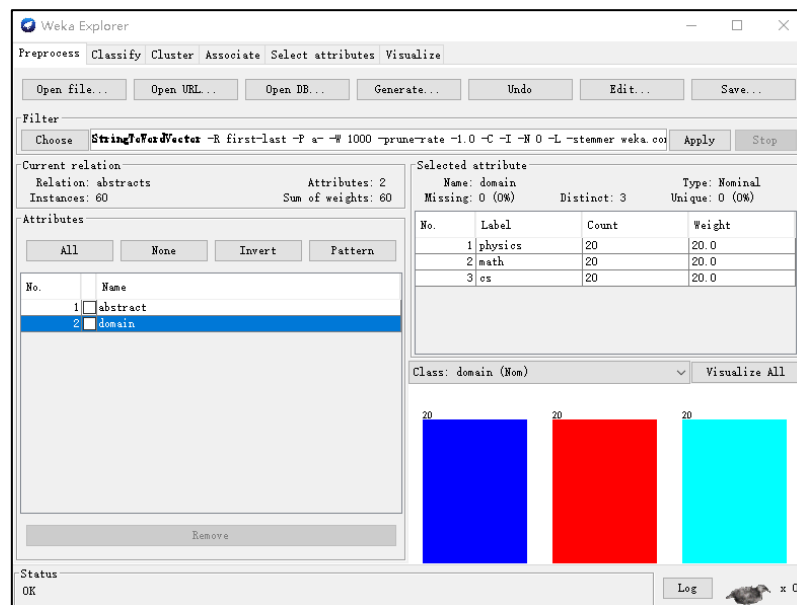 Weka Explorer
Preprocess Classify Cluster Associate Select attributes Visualize
Open file... Open URL... Open DB... Generate... Undo Edit... Save...
Filter
Choose StringToWordVector -R first-last -P a- -W 1000 -prune-rate -1.0 -C -I -N 0 -L -stemmer weka.co Apply Stop
Current relation
Relation: abstracts Attributes: 2
Instances: 60 Sum of weights: 60
Attributes
All None Invert Pattern
No. Name
1 abstract
2 domain
Remove
Selected attribute
Name: domain Type: Nominal
Missing: 0 (0%) Distinct: 3 Unique: 0 (0%)
No. Label Count Weight
1 physics 20 20.0
2 math 20 20.0
3 cs 20 20.0
Class: domain (Nom) Visualize All
20 20 20
Status
OK
Log x